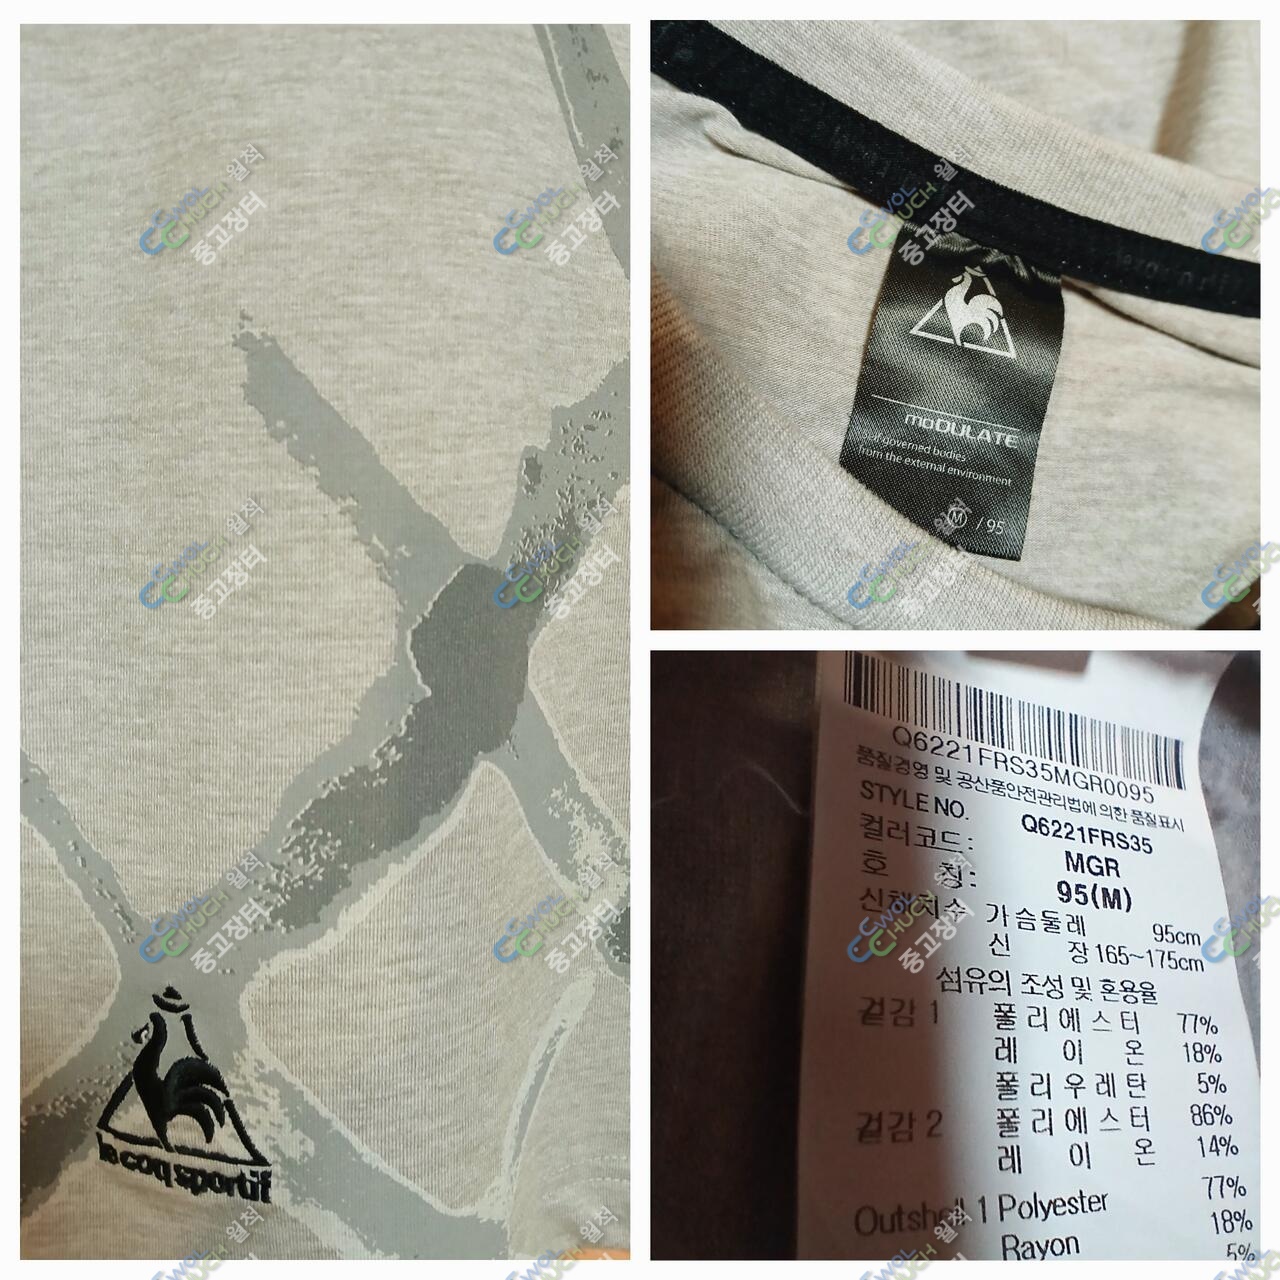 le coq sportif
moDULATE
self-governed bodies
from the external environment
M / 95
Q6221FRS35MGR0095
품질경영 및 공산품안전관리법에 의한 품질표시
STYLE NO. Q6221FRS35
컬러코드: MGR
호 칭: 95(M)
신체치수 가슴둘레 95cm
신 장 165~175cm
섬유의 조성 및 혼용율
겉감 1 폴리에스터 77%
레 이 온 18%
폴리우레탄 5%
겉감 2 폴리에스터 86%
레 이 온 14%
Outshell 1 Polyester 77%
Rayon 18%
5%
CWOL
CHUCH 월척
중고장터